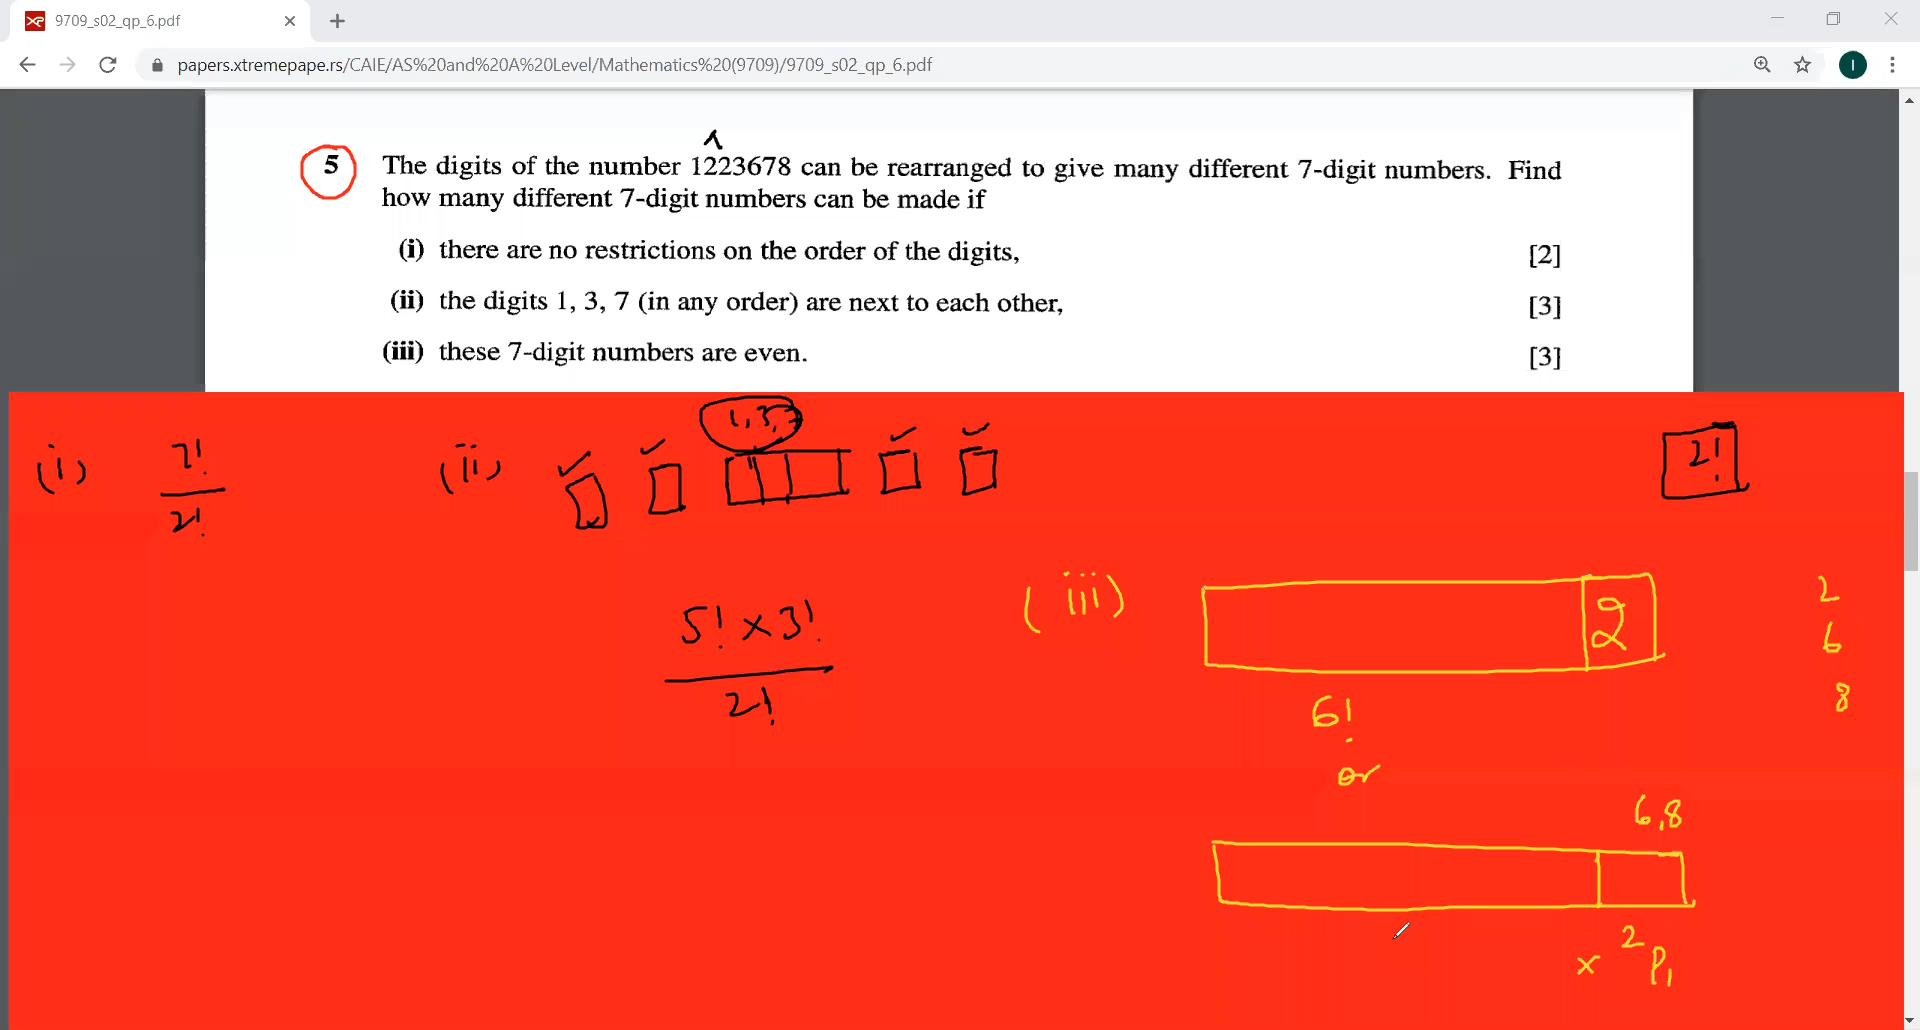 9709_s02_qp_6.pdf
papers.xtremepape.rs/CAIE/AS%20and%20A%20Level/Mathematics%20(9709)/9709_s02_qp_6.pdf
I
5 The digits of the number 1223678 can be rearranged to give many different 7-digit numbers. Find
how many different 7-digit numbers can be made if
(i) there are no restrictions on the order of the digits, [2]
(ii) the digits 1, 3, 7 (in any order) are next to each other, [3]
(iii) these 7-digit numbers are even. [3]
(i) 7!
2!
(ii) 1,3,7
2!
5! × 3!
2!
(iii) 2
2
6
8
6!
or
6,8
× ²P₁